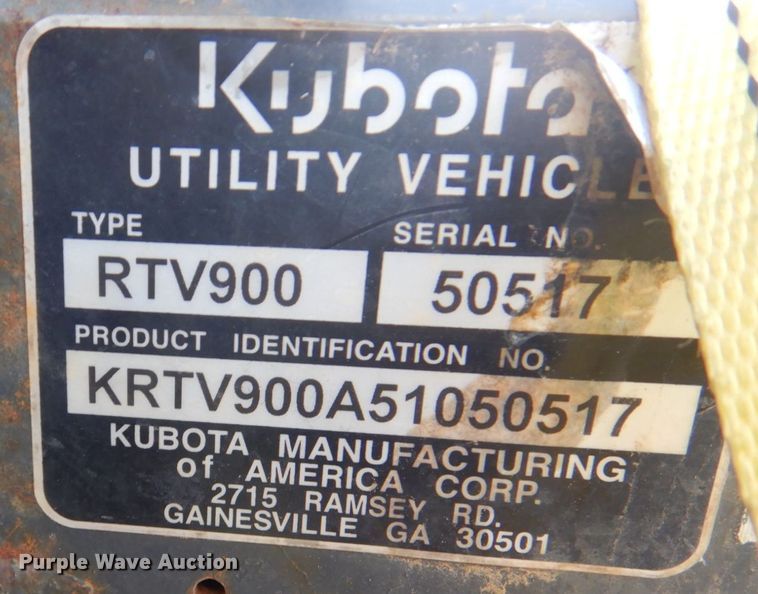 Kubota
UTILITY VEHICLE
TYPE SERIAL NO.
RTV900 50517
PRODUCT IDENTIFICATION NO.
KRTV900A51050517
KUBOTA MANUFACTURING
of AMERICA CORP.
2715 RAMSEY RD.
GAINESVILLE GA 30501
Purple Wave Auction